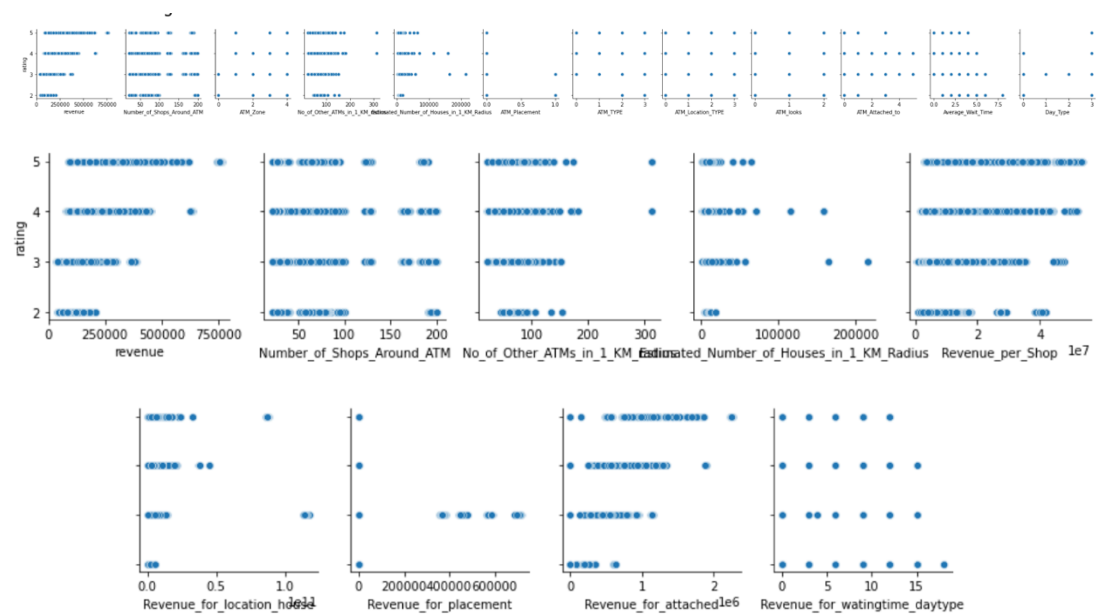 5
4
3
2
rating
250000 500000 750000
50 100 150 200
0 2 4
0 100 200 300
0 100000 200000
0.0 0.5 1.0
0 1 2 3
0 1 2 3
0 1 2
0 2 4
0.0 2.5 5.0 7.5
0 1 2 3
revenue
Number_of_Shops_Around_ATM
ATM_Zone
No_of_Other_ATMs_in_1_KM_radius
Estimated_Number_of_Houses_in_1_KM_Radius
ATM_Placement
ATM_TYPE
ATM_Location_TYPE
ATM_looks
ATM_Attached_to
Average_Wait_Time
Day_Type
5
4
3
2
rating
250000 500000 750000
50 100 150 200
100 200 300
0 100000 200000
0 2 4
1e7
revenue
Number_of_Shops_Around_ATM
No_of_Other_ATMs_in_1_KM_radius
Estimated_Number_of_Houses_in_1_KM_Radius
Revenue_per_Shop
0.0 0.5 1.0
1e11
0 200000 400000 600000
0 1 2
1e6
0 5 10 15
Revenue_for_location_house
Revenue_for_placement
Revenue_for_attached
Revenue_for_watingtime_daytype